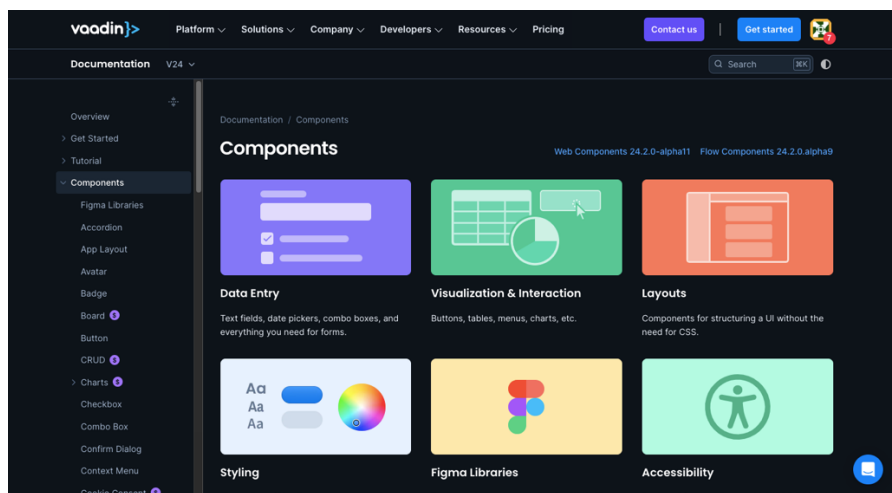 vaadin}>
Platform
Solutions
Company
Developers
Resources
Pricing
Contact us
Get started
7
Documentation
V24
Search
⌘K
Overview
Get Started
Tutorial
Components
Figma Libraries
Accordion
App Layout
Avatar
Badge
Board $
Button
CRUD $
Charts $
Checkbox
Combo Box
Confirm Dialog
Context Menu
Cookie Consent $
Documentation / Components
Components
Web Components 24.2.0-alpha11
Flow Components 24.2.0.alpha9
Data Entry
Text fields, date pickers, combo boxes, and
everything you need for forms.
Visualization & Interaction
Buttons, tables, menus, charts, etc.
Layouts
Components for structuring a UI without the
need for CSS.
Aa
Aa
Aa
Styling
Figma Libraries
Accessibility